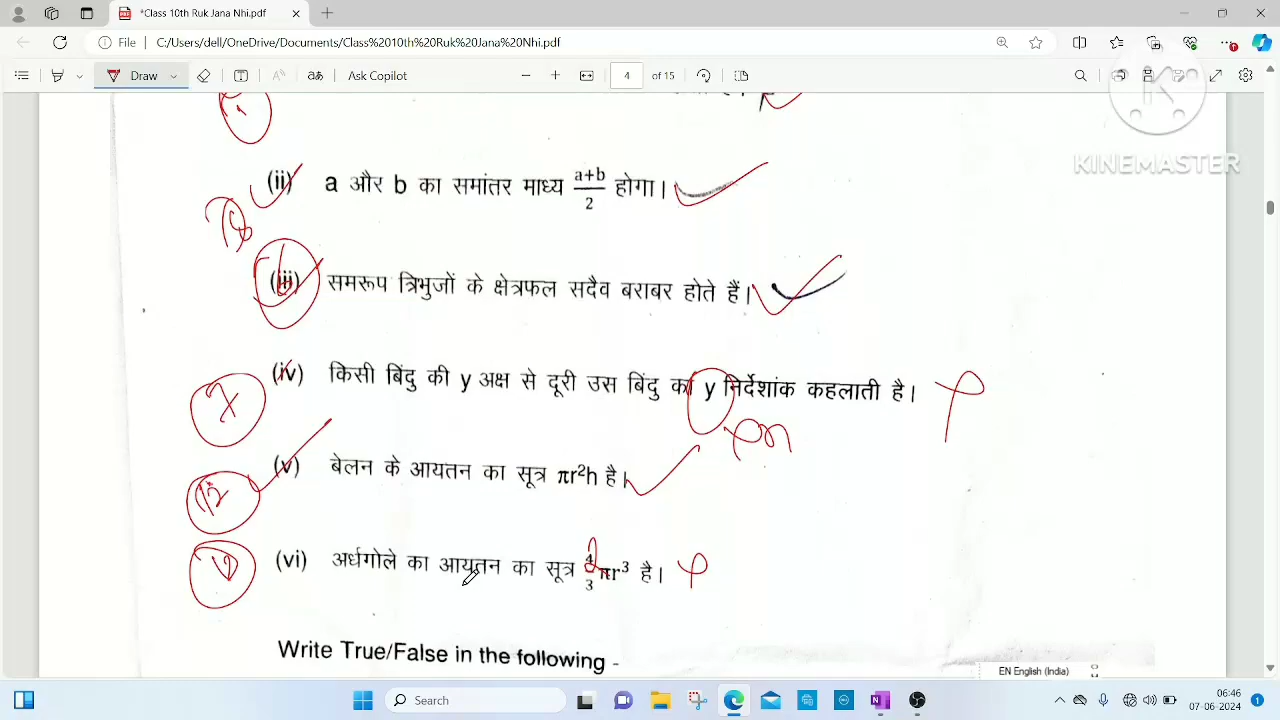 *Class 10th Ruk Jana Nhi.pdf
File
C:/Users/dell/OneDrive/Documents/Class%2010th%20Ruk%20Jana%20Nhi.pdf
Draw
Ask Copilot
4 of 15
KINEMASTER
(ii) a और b का समांतर माध्य a+b/2 होगा।
(iii) समरूप त्रिभुजों के क्षेत्रफल सदैव बराबर होते हैं।
(iv) किसी बिंदु की y अक्ष से दूरी उस बिंदु का y निर्देशांक कहलाती है।
7
(v) बेलन के आयतन का सूत्र πr²h है।
12
(vi) अर्धगोले का आयतन का सूत्र 4/3 πr³ है।
2
Write True/False in the following -
EN English (India)
Search
06:46
07-06-2024